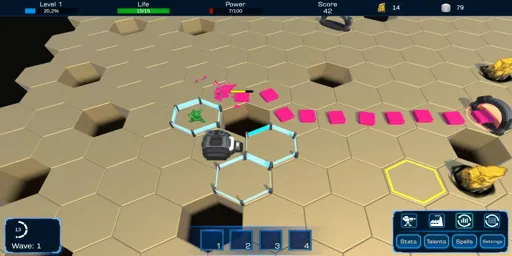 Level 1
20,2%
Life
15/15
Power
7/100
Score
42
14
79
13
Wave: 1
1
2
3
4
Stats
Talents
Spells
Settings